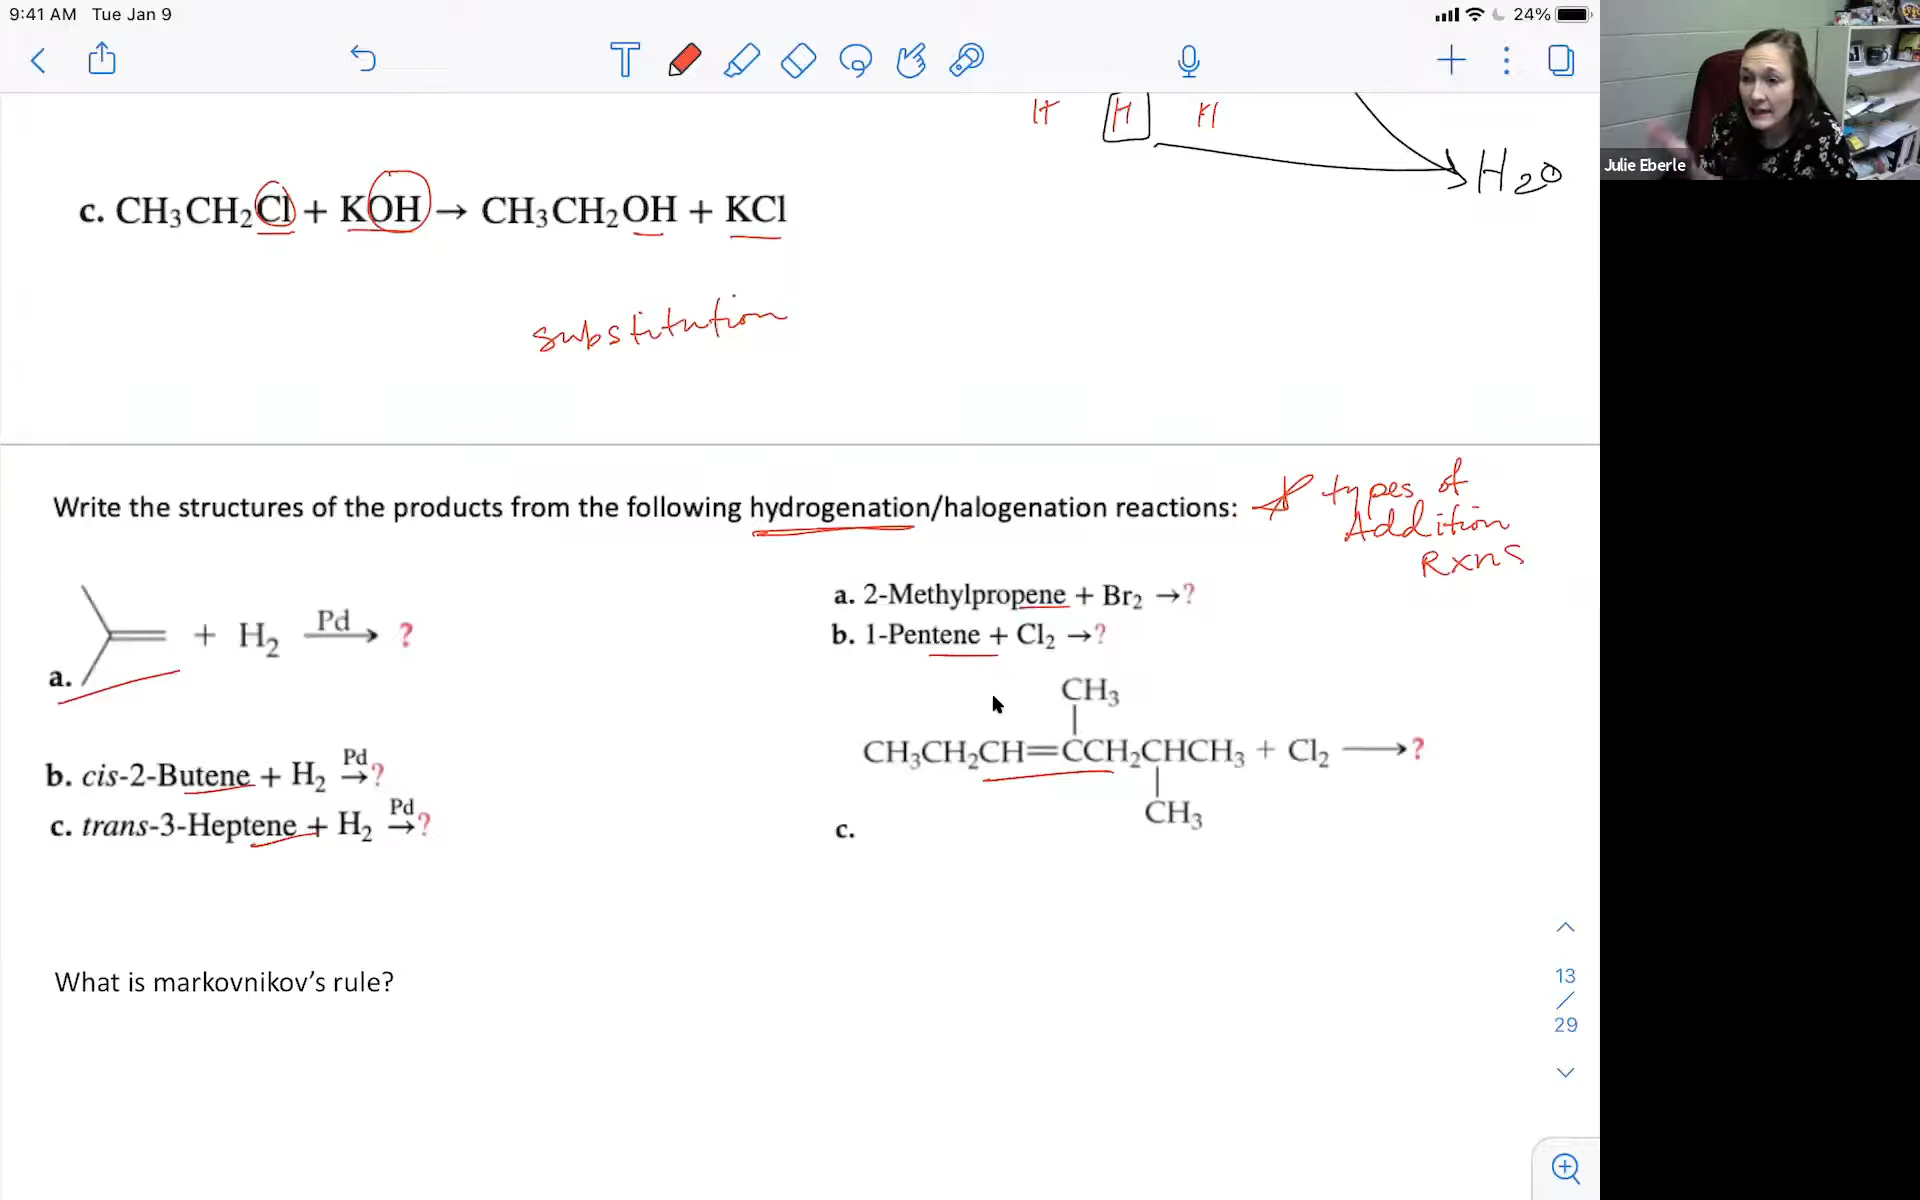 9:41 AM Tue Jan 9
24%
Julie Eberle
H H H
H2O
c. CH3CH2Cl + KOH → CH3CH2OH + KCl
substitution
Write the structures of the products from the following hydrogenation/halogenation reactions:
types of
Addition
Rxns
a. + H2 Pd → ?
b. cis-2-Butene + H2 Pd → ?
c. trans-3-Heptene + H2 Pd → ?
a. 2-Methylpropene + Br2 → ?
b. 1-Pentene + Cl2 → ?
CH3
CH3CH2CH=CCH2CHCH3 + Cl2 → ?
CH3
c.
What is markovnikov's rule?
13
/
29